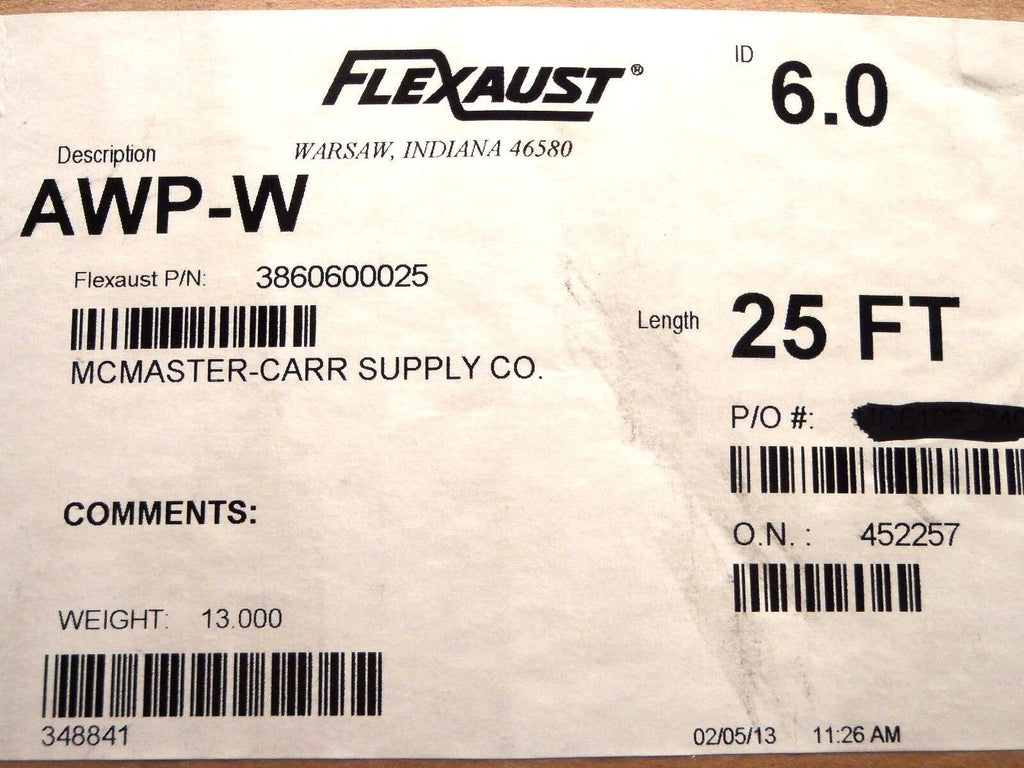 FLEXAUST®
WARSAW, INDIANA 46580
ID
6.0
Description
AWP-W
Flexaust P/N: 3860600025
MCMASTER-CARR SUPPLY CO.
Length
25 FT
P/O #:
COMMENTS:
O.N. : 452257
WEIGHT: 13.000
348841
02/05/13 11:26 AM